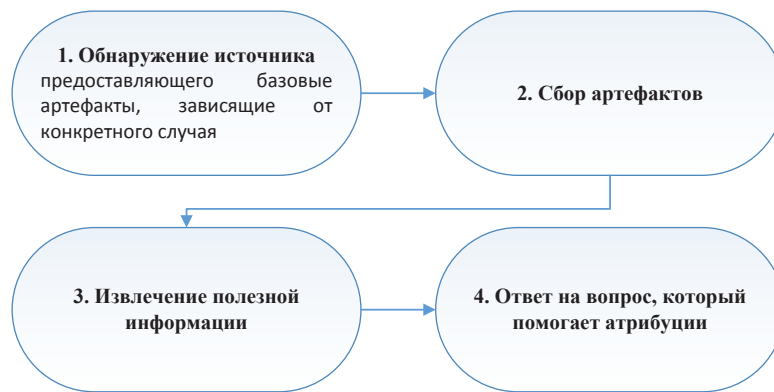 1. Обнаружение источника
предоставляющего базовые
артефакты, зависящие от
конкретного случая
2. Сбор артефактов
3. Извлечение полезной
информации
4. Ответ на вопрос, который
помогает атрибуции